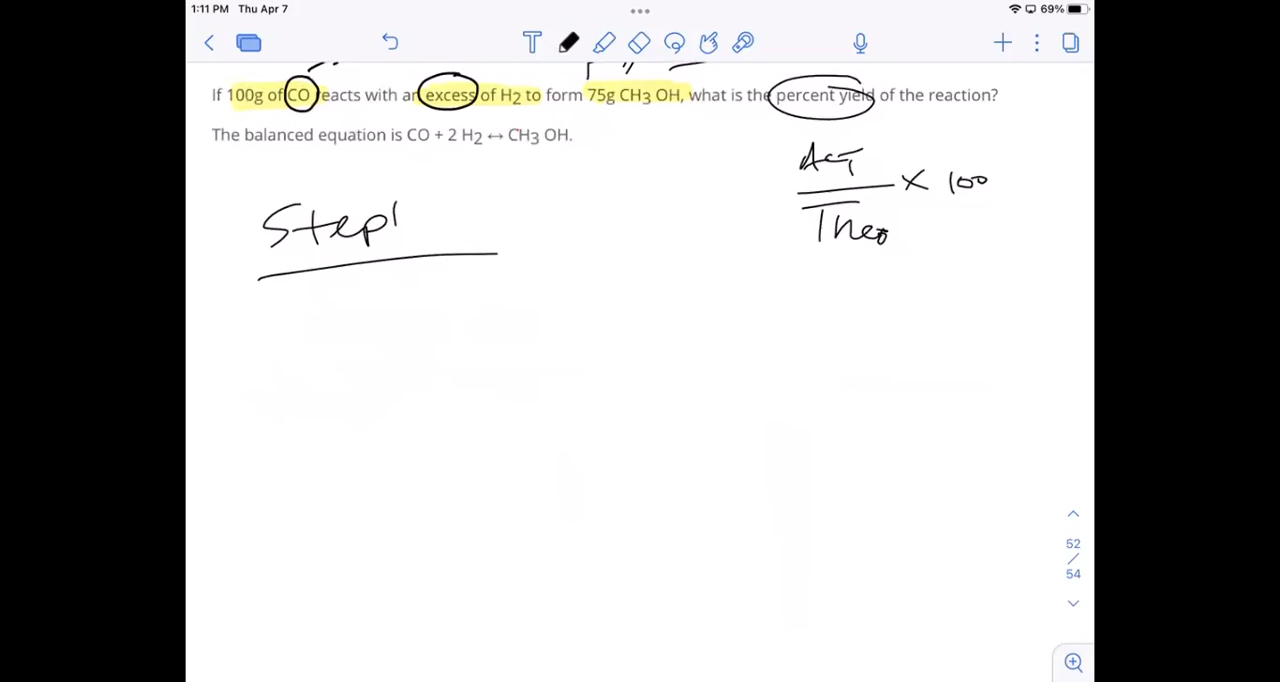 1:11 PM Thu Apr 7
69%
If 100g of CO reacts with an excess of H2 to form 75g CH3 OH, what is the percent yield of the reaction?
The balanced equation is CO + 2 H2 ↔ CH3 OH.
Act
Theo
× 100
Step 1
52
/
54